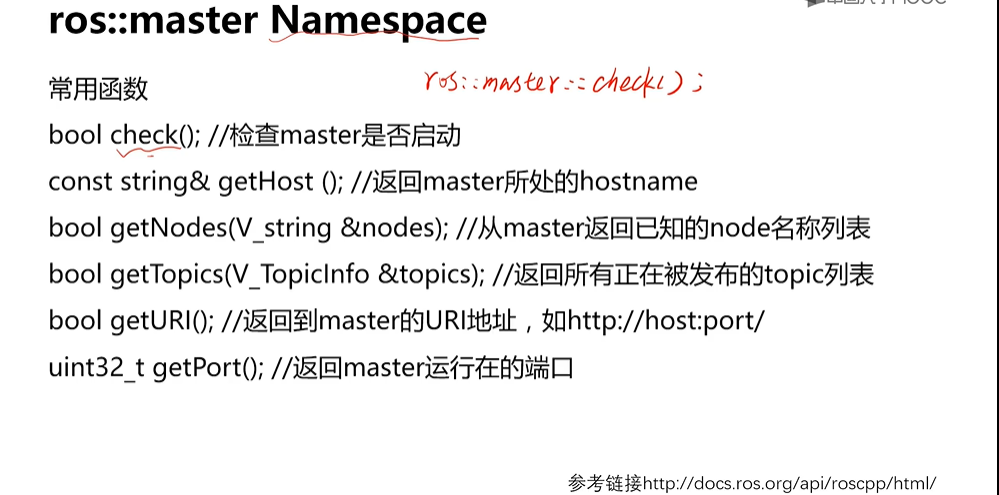 ros::master Namespace
常用函数
ros::master::check();
bool check(); //检查master是否启动
const string& getHost (); //返回master所处的hostname
bool getNodes(V_string &nodes); //从master返回已知的node名称列表
bool getTopics(V_TopicInfo &topics); //返回所有正在被发布的topic列表
bool getURI(); //返回到master的URI地址，如http://host:port/
uint32_t getPort(); //返回master运行在的端口
参考链接http://docs.ros.org/api/roscpp/html/